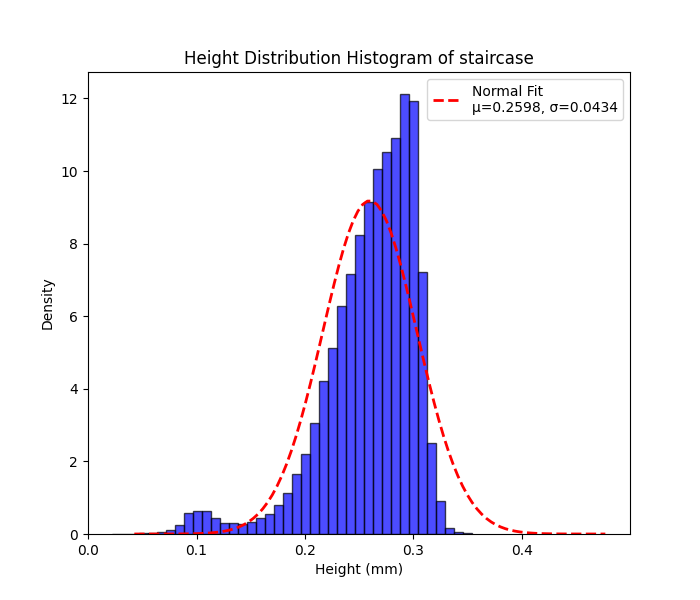 Height Distribution Histogram of staircase
Normal Fit
μ=0.2598, σ=0.0434
Density
12
10
8
6
4
2
0
0.0 0.1 0.2 0.3 0.4
Height (mm)